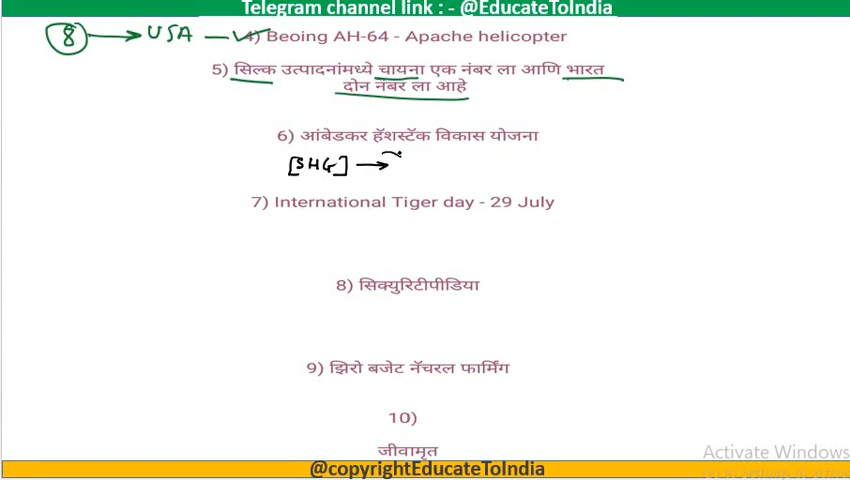 Telegram channel link : - @EducateToIndia
8 → USA — 4) Beoing AH-64 - Apache helicopter
5) सिल्क उत्पादनांमध्ये चायना एक नंबर ला आणि भारत
दोन नंबर ला आहे
6) आंबेडकर हॅशस्टॅक विकास योजना
[SHG] →
7) International Tiger day - 29 July
8) सिक्युरिटीपीडिया
9) झिरो बजेट नॅचरल फार्मिंग
10)
जीवामृत
Activate Windows
@copyrightEducateToIndia